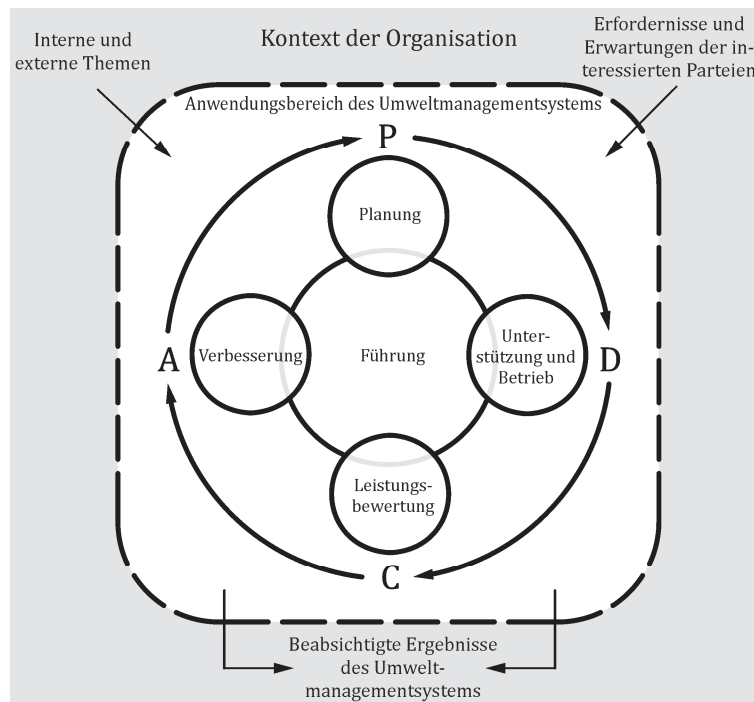 Interne und
externe Themen
Kontext der Organisation
Erfordernisse und
Erwartungen der in-
teressierten Parteien
Anwendungsbereich des Umweltmanagementsystems
P
Planung
A
Verbesserung
Führung
Unter-
stützung und
Betrieb
D
Leistungs-
bewertung
C
Beabsichtigte Ergebnisse
des Umwelt-
managementsystems